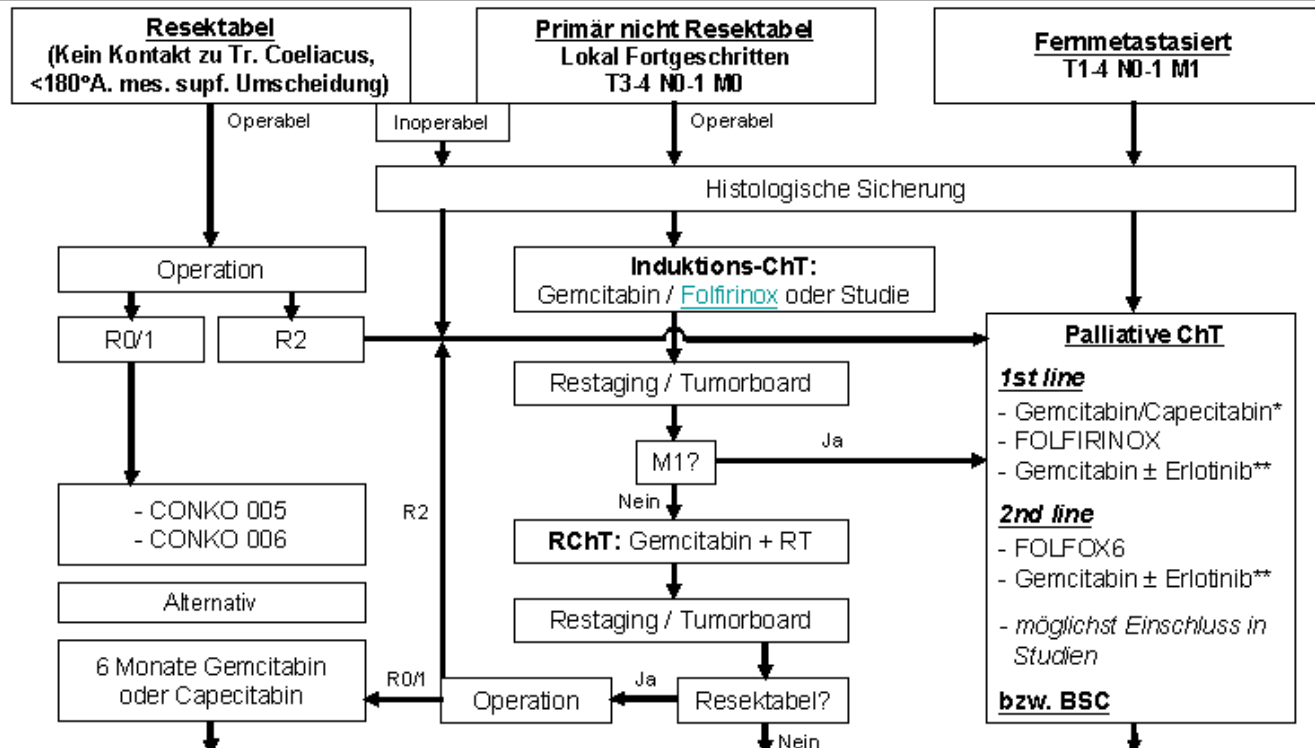 Resektabel
(Kein Kontakt zu Tr. Coeliacus,
<180°A. mes. supf. Umscheidung)
Primär nicht Resektabel
Lokal Fortgeschritten
T3-4 N0-1 M0
Fernmetastasiert
T1-4 N0-1 M1
Operabel
Inoperabel
Operabel
Histologische Sicherung
Operation
R0/1
R2
Induktions-ChT:
Gemcitabin / Folfirinox oder Studie
Restaging / Tumorboard
M1?
Ja
Nein
R2
- CONKO 005
- CONKO 006
RChT: Gemcitabin + RT
Alternativ
Restaging / Tumorboard
6 Monate Gemcitabin
oder Capecitabin
R0/1
Operation
Ja
Resektabel?
Nein
Palliative ChT
1st line
- Gemcitabin/Capecitabin*
- FOLFIRINOX
- Gemcitabin ± Erlotinib**
2nd line
- FOLFOX6
- Gemcitabin ± Erlotinib**
- möglichst Einschluss in
Studien
bzw. BSC